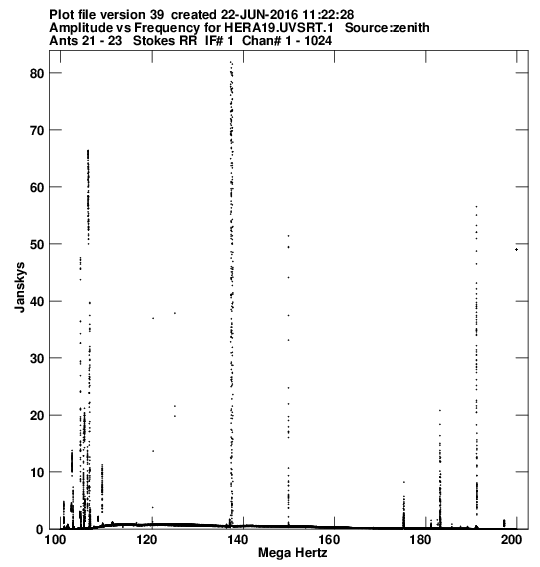 Plot file version 39 created 22-JUN-2016 11:22:28
Amplitude vs Frequency for HERA19.UVSRT.1 Source:zenith
Ants 21 - 23 Stokes RR IF# 1 Chan# 1 - 1024
80
70
60
50
40
30
20
10
0
Janskys
100 120 140 160 180 200
Mega Hertz